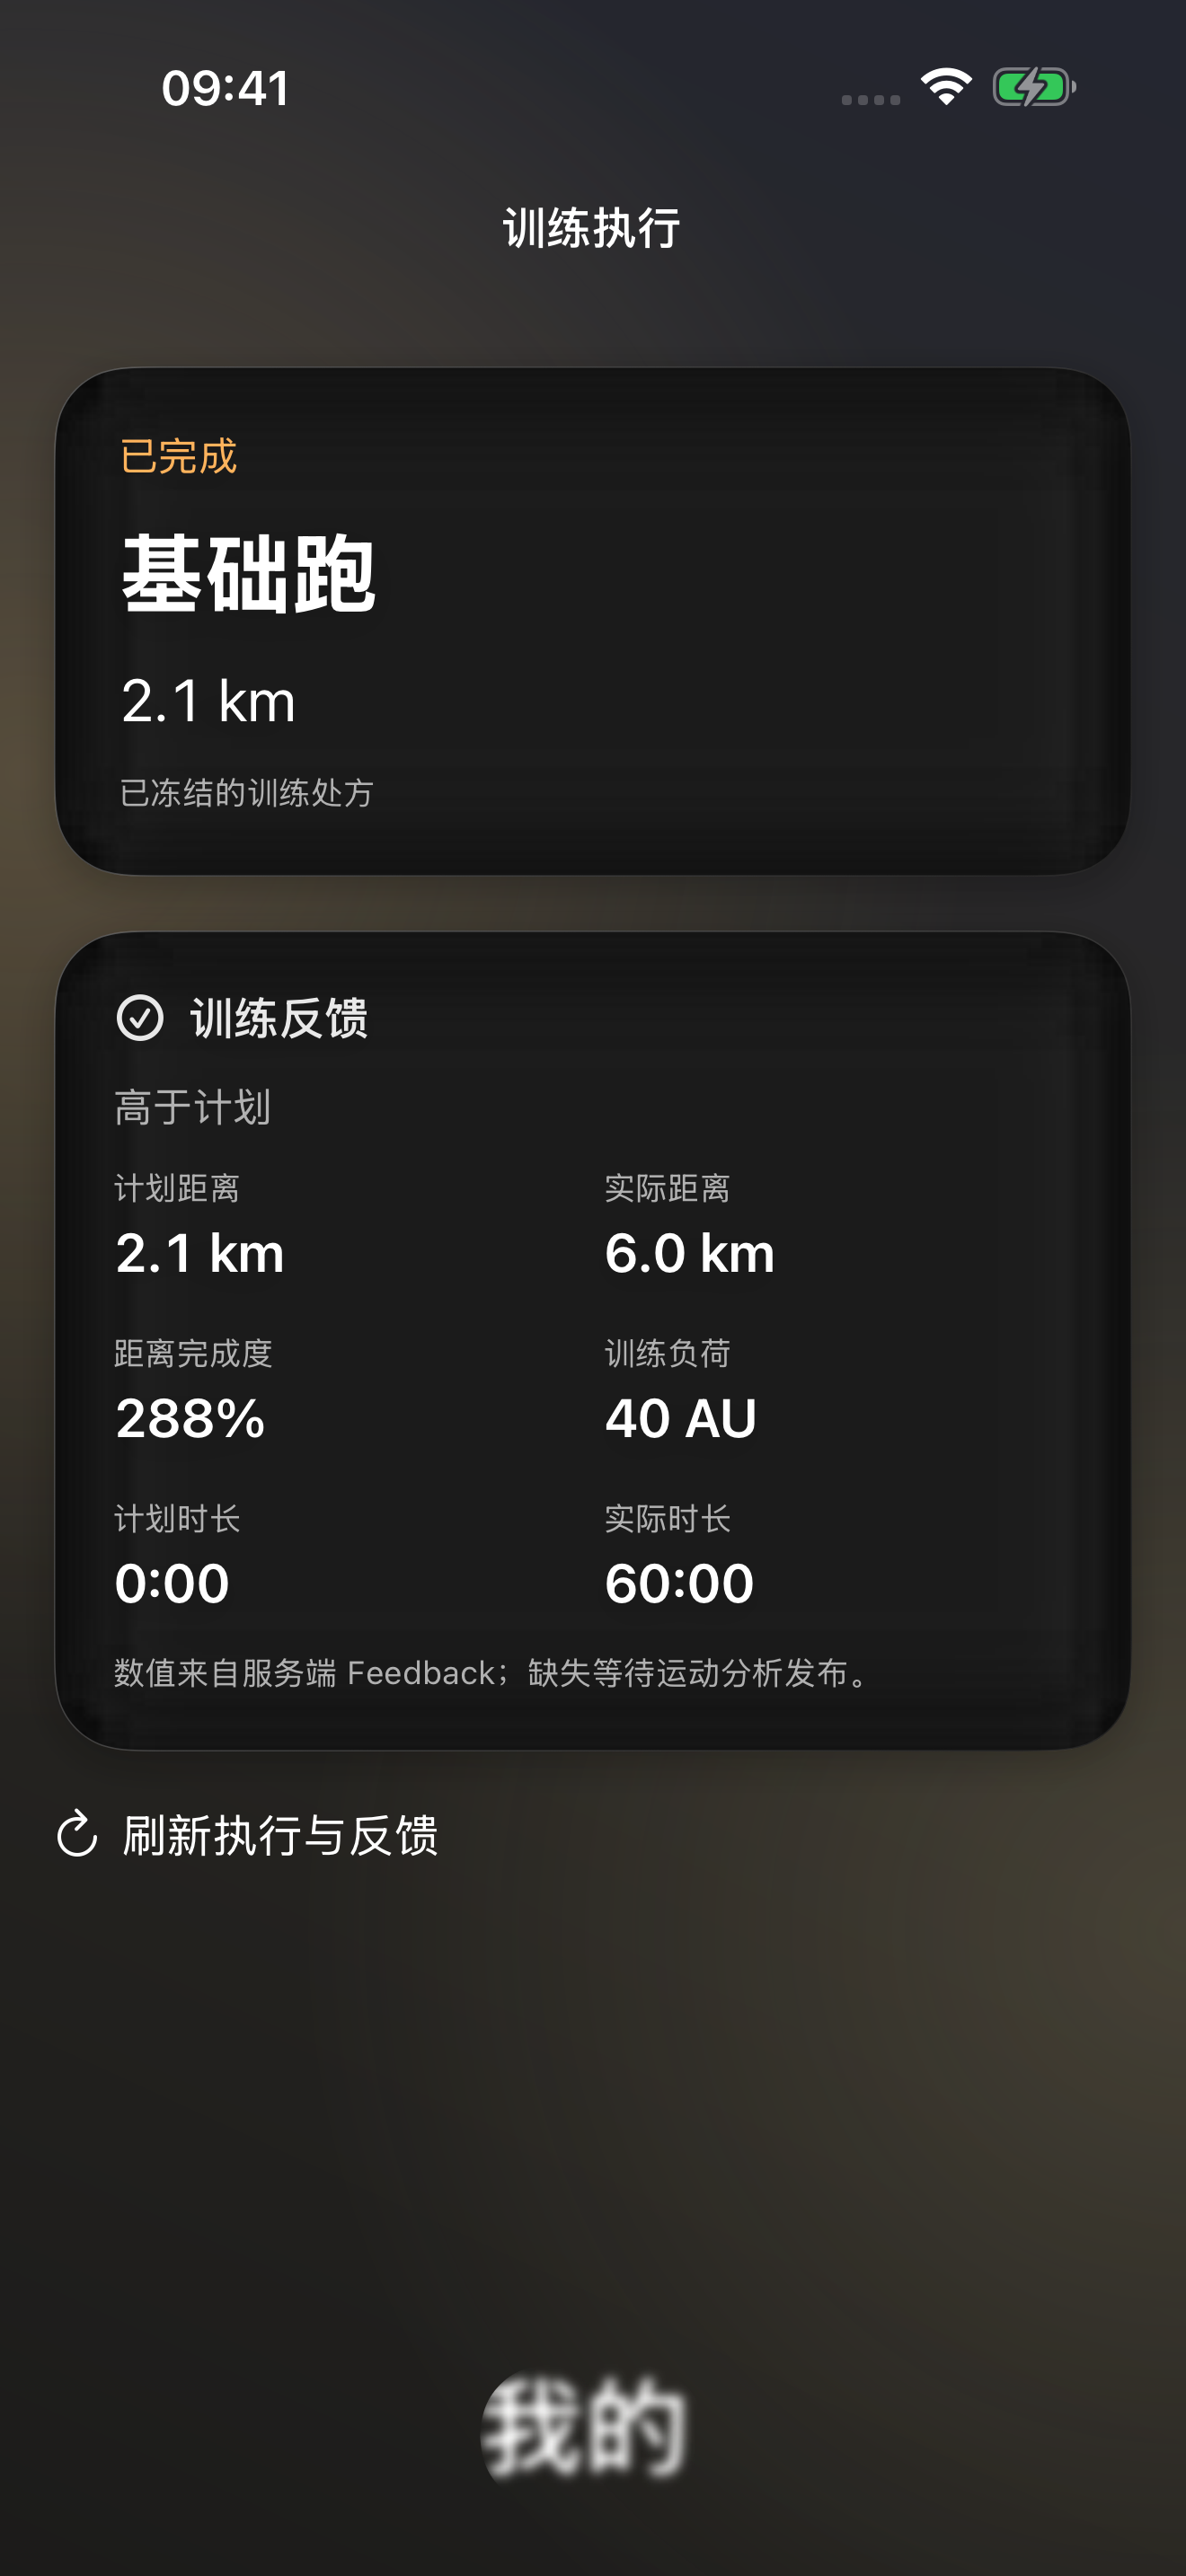 09:41
训练执行
已完成
基础跑
2.1 km
已冻结的训练处方
训练反馈
高于计划
计划距离 实际距离
2.1 km 6.0 km
距离完成度 训练负荷
288% 40 AU
计划时长 实际时长
0:00 60:00
数值来自服务端 Feedback；缺失等待运动分析发布。
刷新执行与反馈
我的